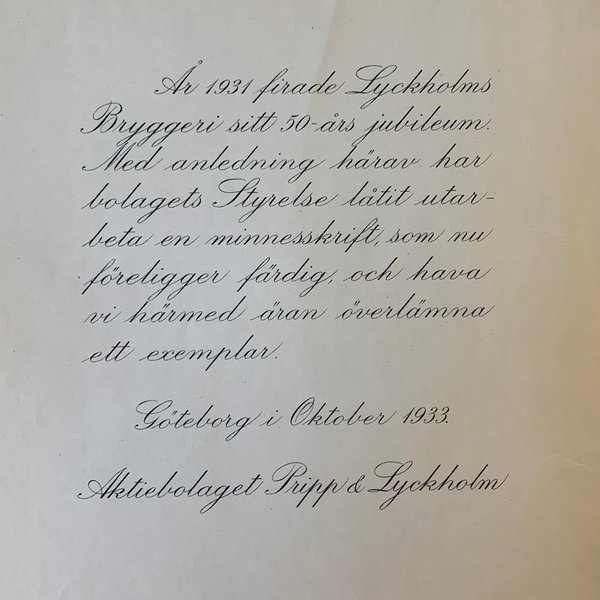 År 1931 firade Lyckholms
Bryggeri sitt 50-års jubileum.
Med anledning härav har
bolagets Styrelse låtit utar-
beta en minnesskrift, som nu
föreligger färdig, och hava
vi härmed äran överlämna
ett exemplar.
Göteborg i Oktober 1933.
Aktiebolaget Pripp & Lyckholm